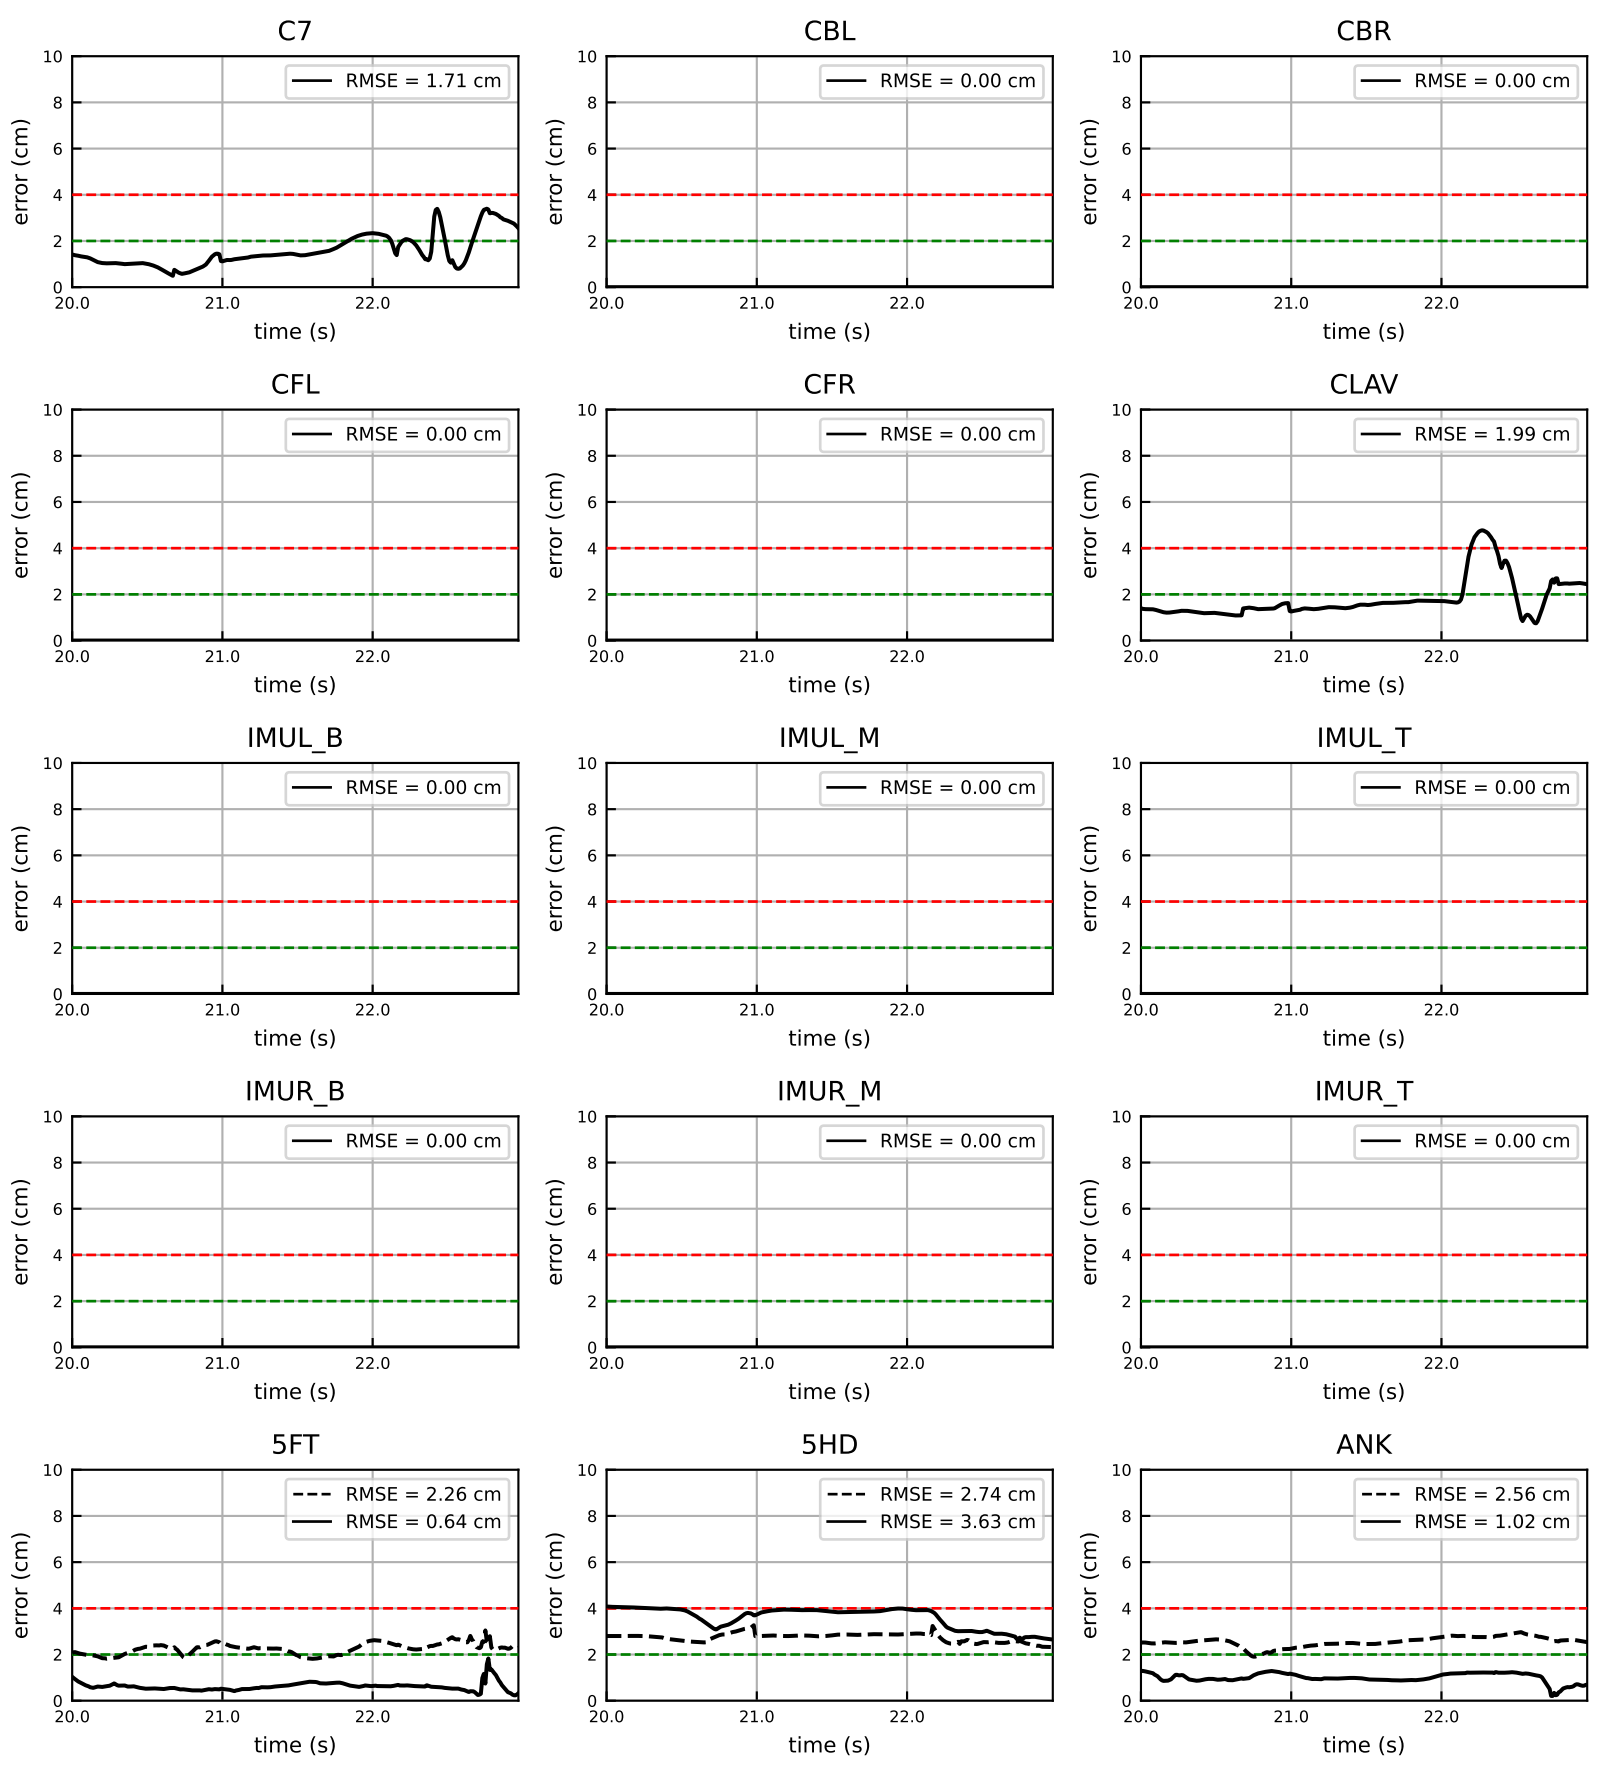 C7 CBL CBR
10 10 10
RMSE = 1.71 cm RMSE = 0.00 cm RMSE = 0.00 cm
8 8 8
6 6 6
error (cm) error (cm) error (cm)
4 4 4
2 2 2
0 0 0
20.0 21.0 22.0 20.0 21.0 22.0 20.0 21.0 22.0
time (s) time (s) time (s)
CFL CFR CLAV
10 10 10
RMSE = 0.00 cm RMSE = 0.00 cm RMSE = 1.99 cm
8 8 8
6 6 6
error (cm) error (cm) error (cm)
4 4 4
2 2 2
0 0 0
20.0 21.0 22.0 20.0 21.0 22.0 20.0 21.0 22.0
time (s) time (s) time (s)
IMUL_B IMUL_M IMUL_T
10 10 10
RMSE = 0.00 cm RMSE = 0.00 cm RMSE = 0.00 cm
8 8 8
6 6 6
error (cm) error (cm) error (cm)
4 4 4
2 2 2
0 0 0
20.0 21.0 22.0 20.0 21.0 22.0 20.0 21.0 22.0
time (s) time (s) time (s)
IMUR_B IMUR_M IMUR_T
10 10 10
RMSE = 0.00 cm RMSE = 0.00 cm RMSE = 0.00 cm
8 8 8
6 6 6
error (cm) error (cm) error (cm)
4 4 4
2 2 2
0 0 0
20.0 21.0 22.0 20.0 21.0 22.0 20.0 21.0 22.0
time (s) time (s) time (s)
5FT 5HD ANK
10 10 10
RMSE = 2.26 cm RMSE = 2.74 cm RMSE = 2.56 cm
8 RMSE = 0.64 cm 8 RMSE = 3.63 cm 8 RMSE = 1.02 cm
6 6 6
error (cm) error (cm) error (cm)
4 4 4
2 2 2
0 0 0
20.0 21.0 22.0 20.0 21.0 22.0 20.0 21.0 22.0
time (s) time (s) time (s)